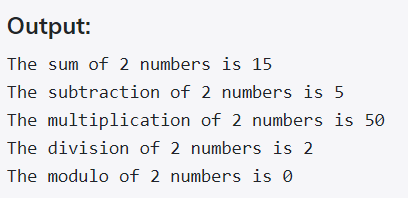 Output:
The sum of 2 numbers is 15
The subtraction of 2 numbers is 5
The multiplication of 2 numbers is 50
The division of 2 numbers is 2
The modulo of 2 numbers is 0